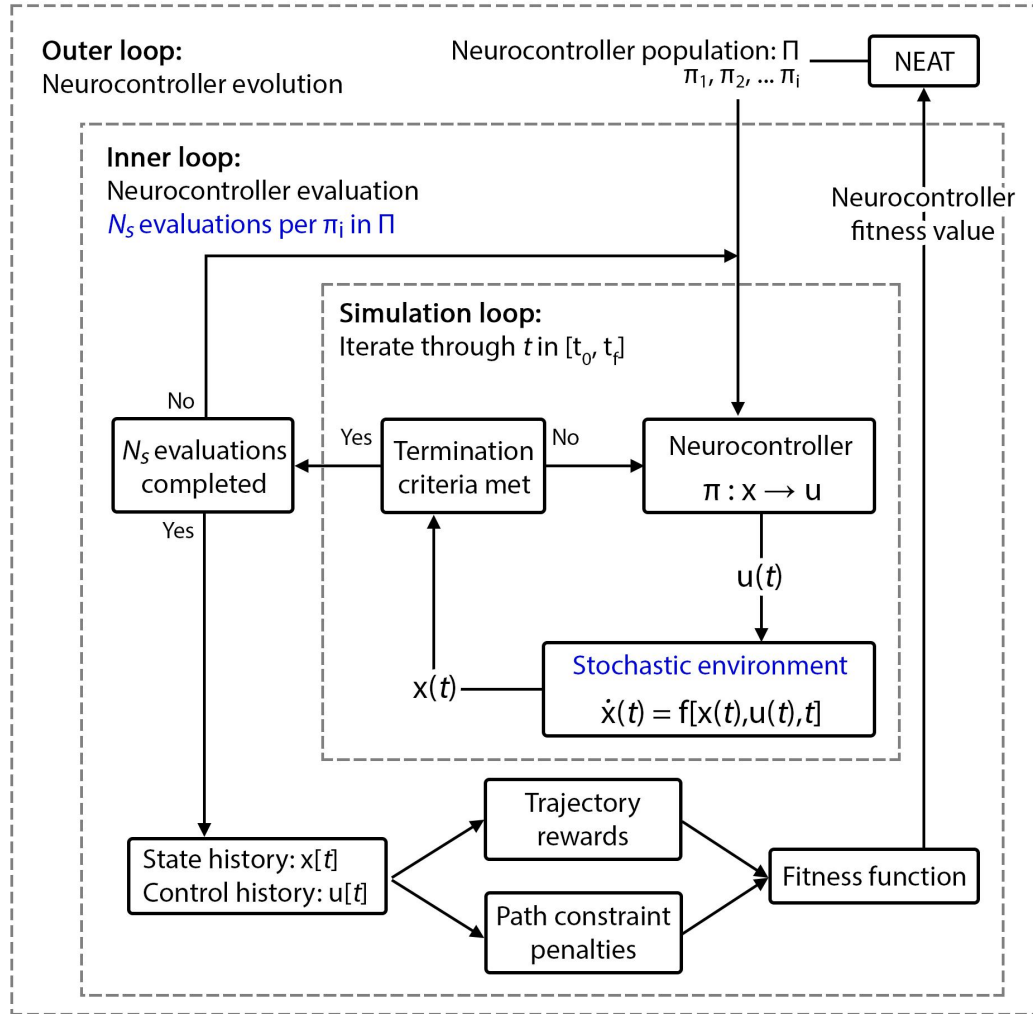 Outer loop:
Neurocontroller evolution
Neurocontroller population: Π
π₁, π₂, ... πᵢ
NEAT
Inner loop:
Neurocontroller evaluation
Nₛ evaluations per πᵢ in Π
Neurocontroller
fitness value
Simulation loop:
Iterate through t in [t₀, t_f]
No
Nₛ evaluations
completed
Yes
Yes
Termination
criteria met
No
Neurocontroller
π : x → u
u(t)
Stochastic environment
ẋ(t) = f[x(t),u(t),t]
x(t)
State history: x[t]
Control history: u[t]
Trajectory
rewards
Path constraint
penalties
Fitness function